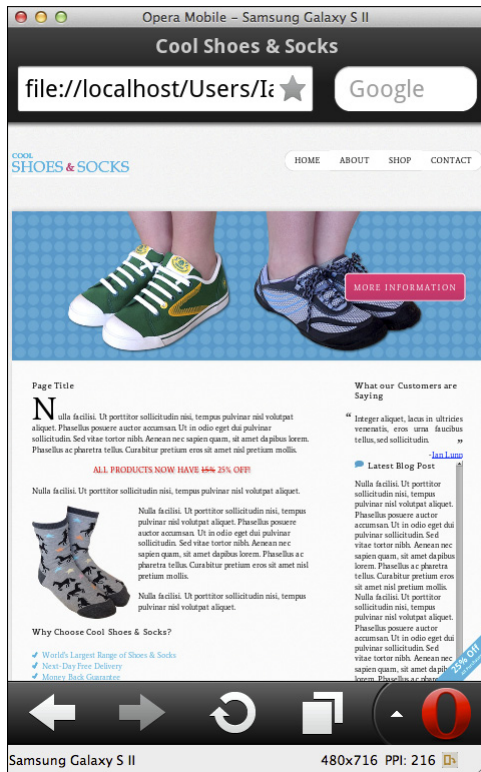 Opera Mobile – Samsung Galaxy S II
Cool Shoes & Socks
file://localhost/Users/Ia
Google
COOL
SHOES & SOCKS
HOME ABOUT SHOP CONTACT
MORE INFORMATION
Page Title
Nulla facilisi. Ut porttitor sollicitudin nisi, tempus pulvinar nisl volutpat
aliquet. Phasellus posuere auctor accumsan. Ut in odio eget dui pulvinar
sollicitudin. Sed vitae tortor nibh. Aenean nec sapien quam, sit amet dapibus lorem.
Phasellus ac pharetra tellus. Curabitur pretium eros sit amet nisl pretium mollis.
ALL PRODUCTS NOW HAVE 15% 25% OFF!
Nulla facilisi. Ut porttitor sollicitudin nisi, tempus pulvinar nisl volutpat aliquet.
Nulla facilisi. Ut porttitor sollicitudin nisi, tempus
pulvinar nisl volutpat aliquet. Phasellus posuere
auctor accumsan. Ut in odio eget dui pulvinar
sollicitudin. Sed vitae tortor nibh. Aenean nec
sapien quam, sit amet dapibus lorem. Phasellus ac
pharetra tellus. Curabitur pretium eros sit amet nisl
pretium mollis.
Nulla facilisi. Ut porttitor sollicitudin nisi, tempus
pulvinar nisl volutpat aliquet.
Why Choose Cool Shoes & Socks?
World's Largest Range of Shoes & Socks
Next-Day Free Delivery
Money Back Guarantee
What our Customers are
Saying
“ Integer aliquet, lacus in ultricies
venenatis, eros urna faucibus
tellus, sed sollicitudin. ”
-Ian Lunn
Latest Blog Post
Nulla facilisi. Ut porttitor
sollicitudin nisi, tempus
pulvinar nisl volutpat
aliquet. Phasellus posuere
auctor accumsan. Ut in
odio eget dui pulvinar
sollicitudin. Sed vitae
tortor nibh. Aenean nec
sapien quam, sit amet
dapibus lorem. Phasellus ac
pharetra tellus. Curabitur
pretium eros sit amet nisl
pretium mollis.
Nulla facilisi. Ut porttitor
sollicitudin nisi, tempus
pulvinar nisl volutpat
aliquet. Phasellus posuere
auctor accumsan. Ut in
odio eget dui pulvinar
sollicitudin. Sed
vitae tortor nibh.
Aenean nec sapien
quam, sit amet dapibus
lorem. Phasellus ac
25% Off
Samsung Galaxy S II
480x716 PPI: 216